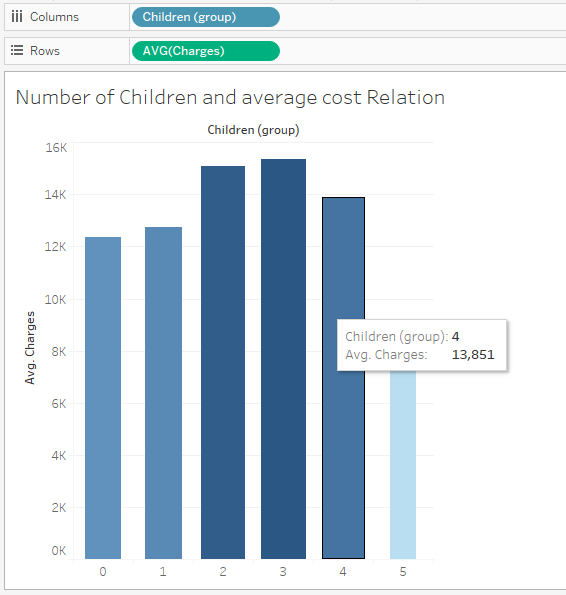 Columns Children (group)
Rows AVG(Charges)
Number of Children and average cost Relation
Children (group)
16K
14K
12K
10K
8K
6K
4K
2K
0K
Avg. Charges
Children (group): 4
Avg. Charges: 13,851
0 1 2 3 4 5